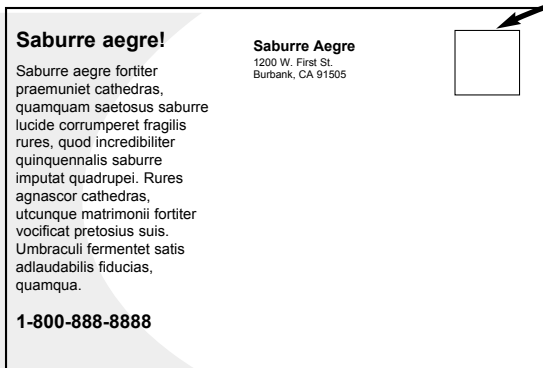 Saburre aegre!
Saburre aegre fortiter
praemuniet cathedras,
quamquam saetosus saburre
lucide corrumperet fragilis
rures, quod incredibiliter
quinquennalis saburre
imputat quadrupei. Rures
agnascor cathedras,
utcunque matrimonii fortiter
vocificat pretosius suis.
Umbraculi fermentet satis
adlaudabilis fiducias,
quamqua.
1-800-888-8888
Saburre Aegre
1200 W. First St.
Burbank, CA 91505